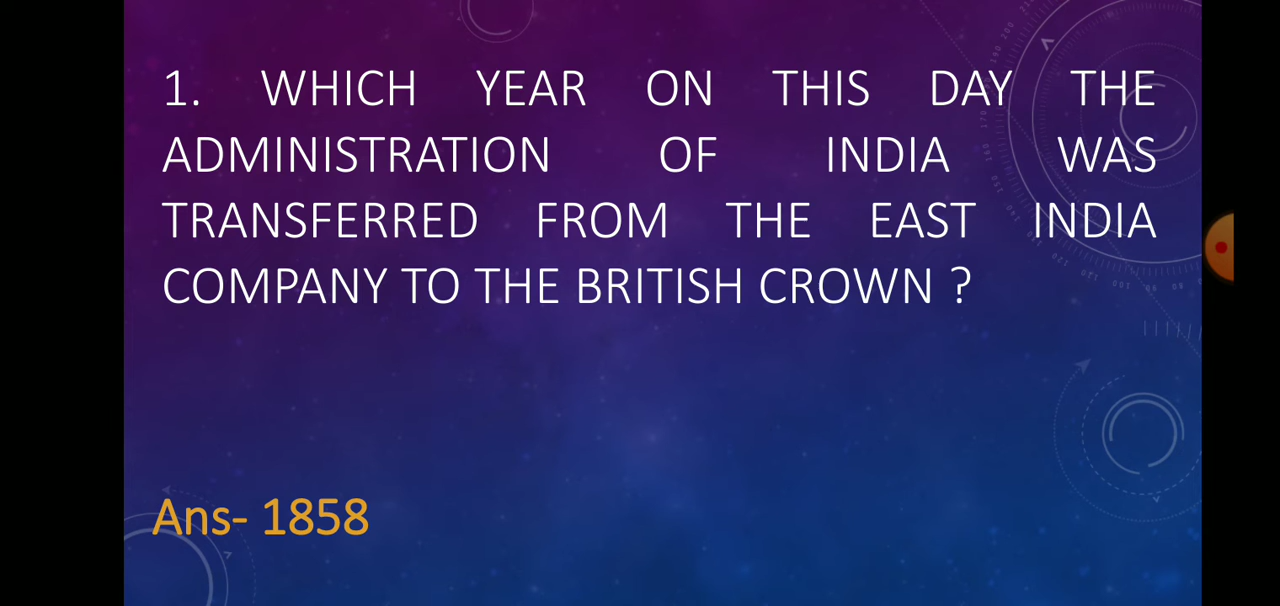 1. WHICH YEAR ON THIS DAY THE
ADMINISTRATION OF INDIA WAS
TRANSFERRED FROM THE EAST INDIA
COMPANY TO THE BRITISH CROWN ?
Ans- 1858